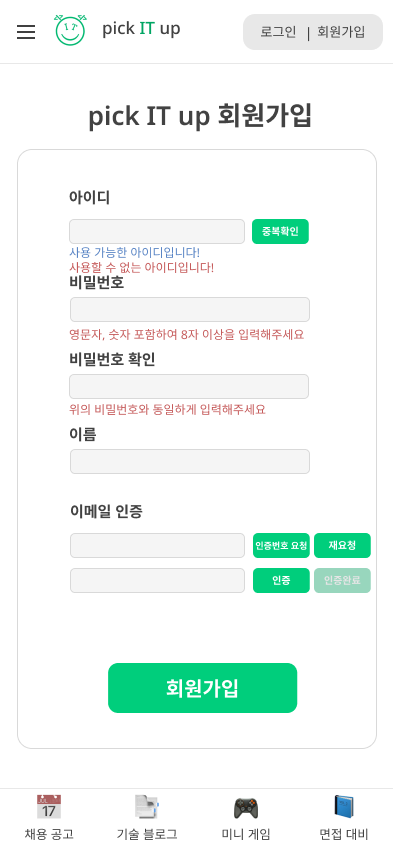 pick IT up
로그인 | 회원가입
pick IT up 회원가입
아이디
중복확인
사용 가능한 아이디입니다!
사용할 수 없는 아이디입니다!
비밀번호
영문자, 숫자 포함하여 8자 이상을 입력해주세요
비밀번호 확인
위의 비밀번호와 동일하게 입력해주세요
이름
이메일 인증
인증번호 요청 재요청
인증 인증완료
회원가입
17
채용 공고 기술 블로그 미니 게임 면접 대비